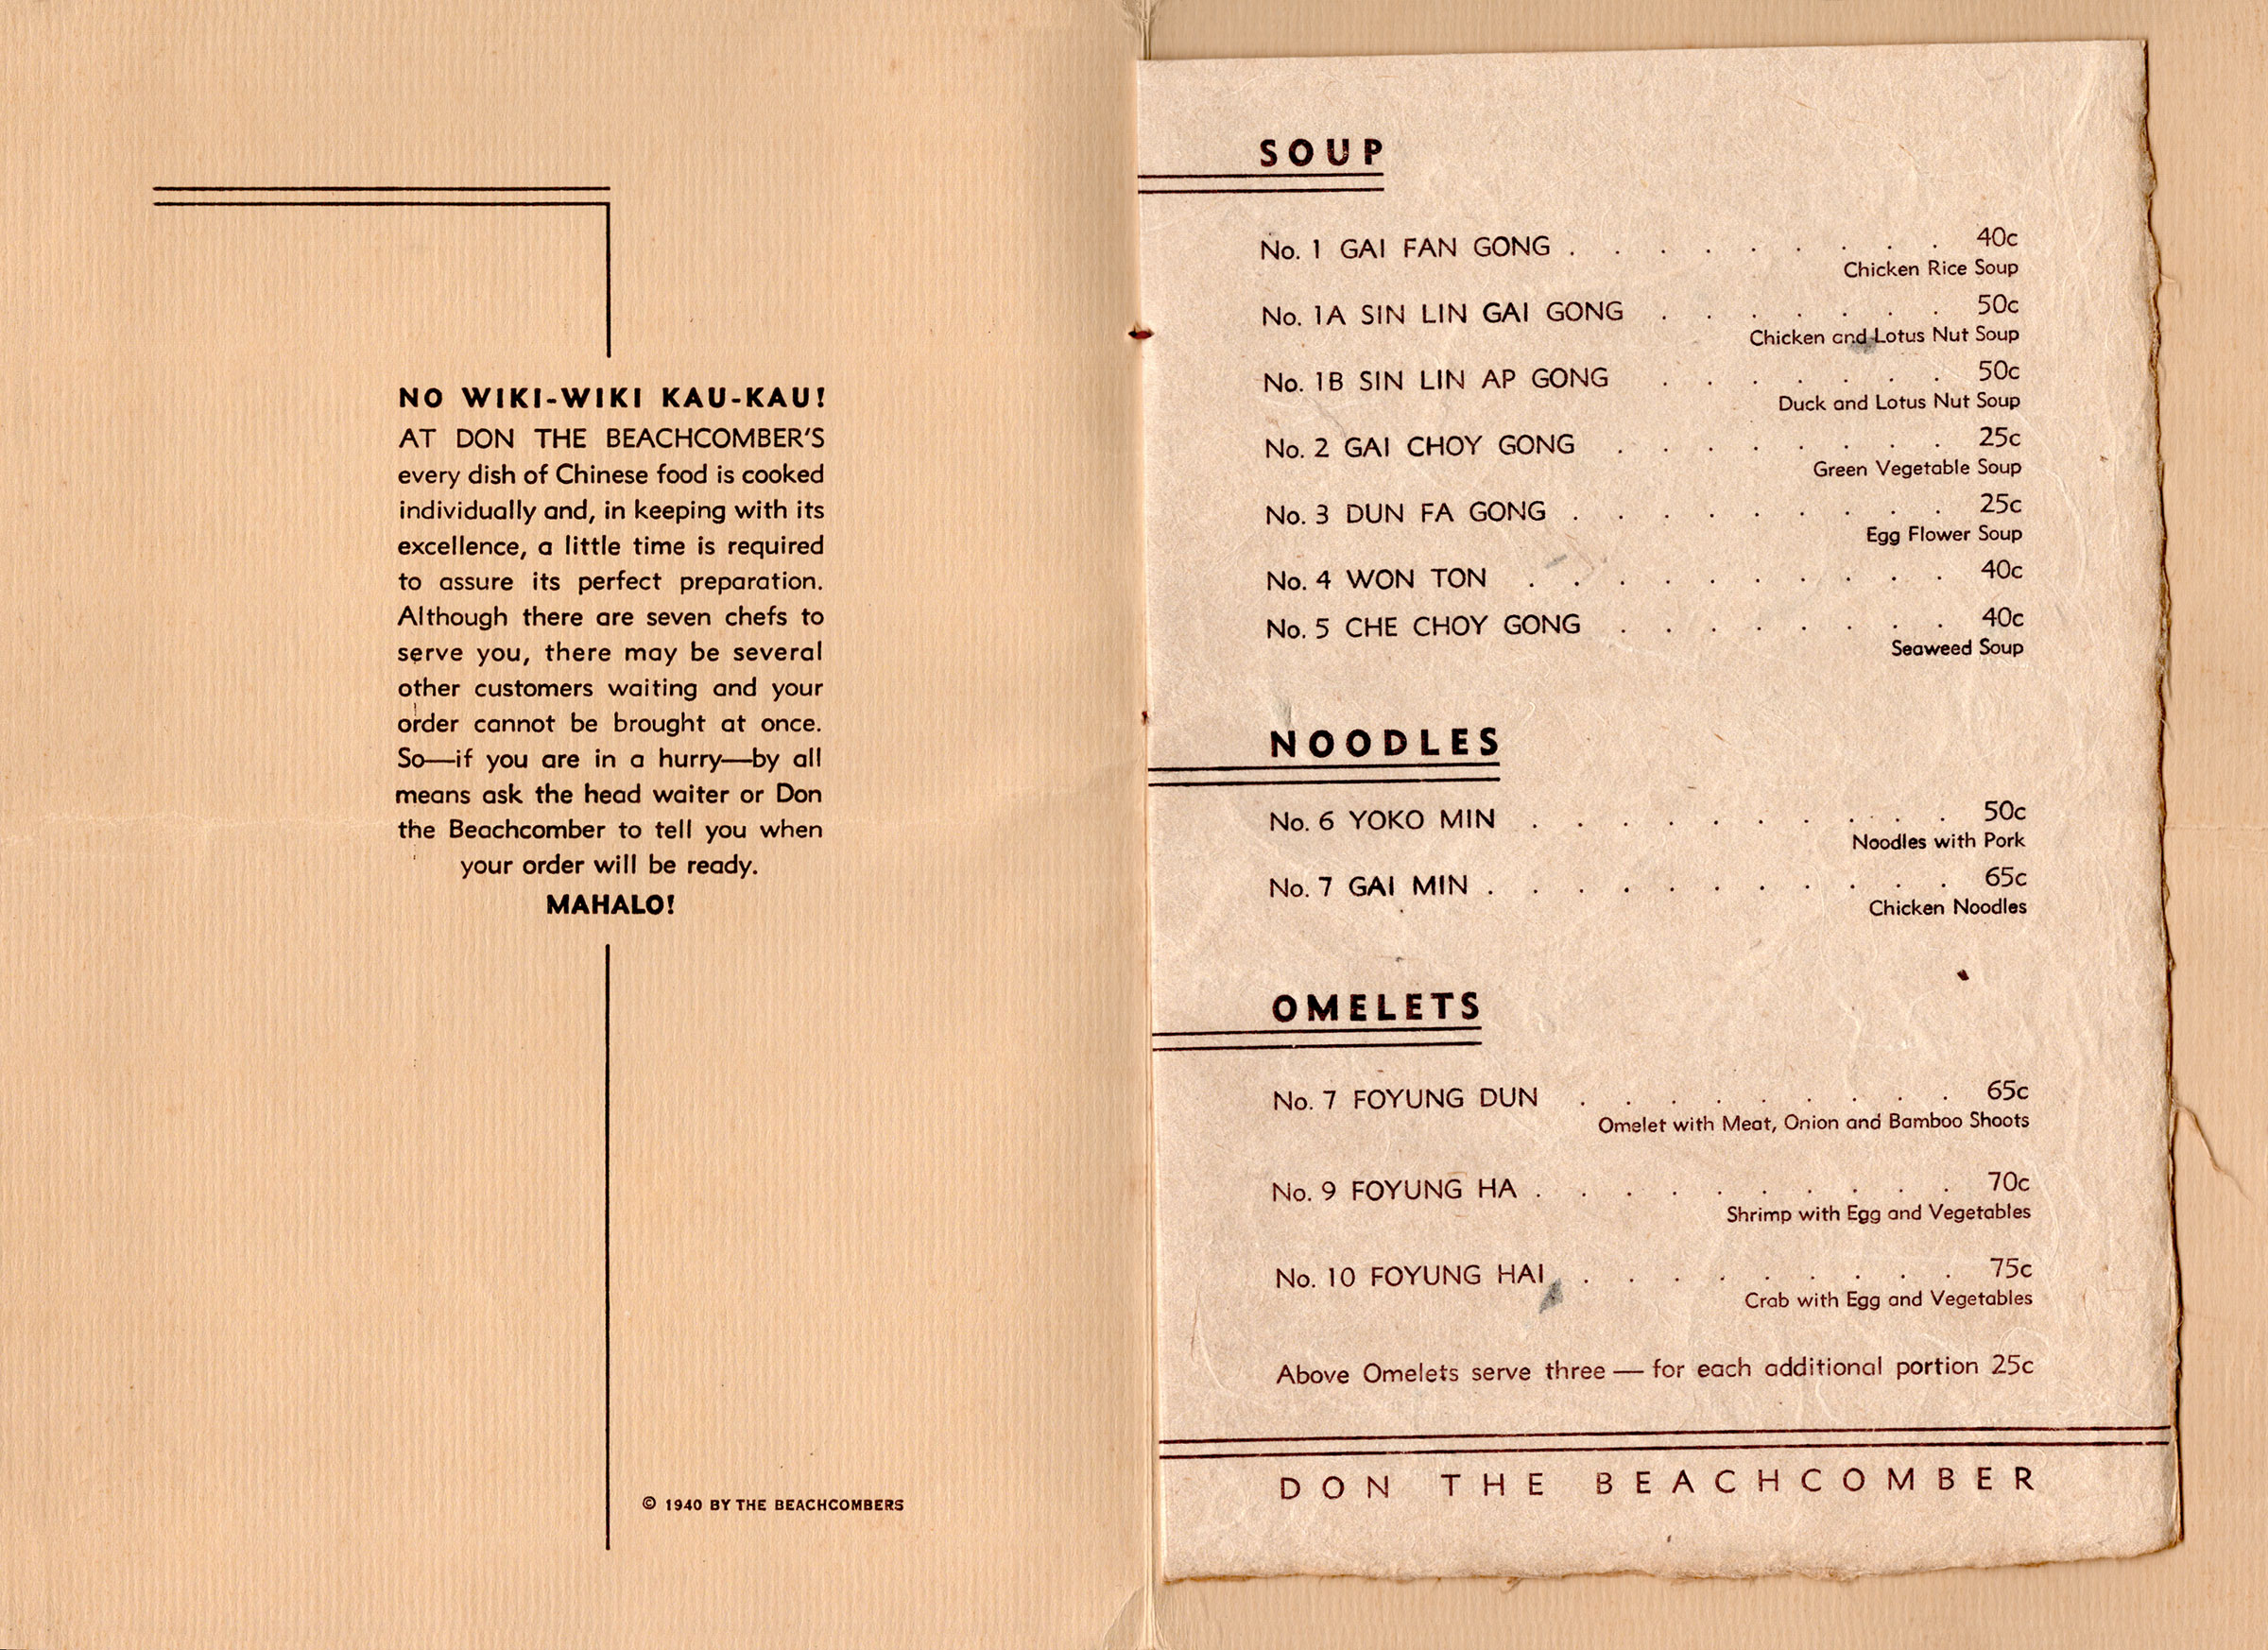 NO WIKI-WIKI KAU-KAU!
AT DON THE BEACHCOMBER'S
every dish of Chinese food is cooked
individually and, in keeping with its
excellence, a little time is required
to assure its perfect preparation.
Although there are seven chefs to
serve you, there may be several
other customers waiting and your
order cannot be brought at once.
So—if you are in a hurry—by all
means ask the head waiter or Don
the Beachcomber to tell you when
your order will be ready.
MAHALO!
© 1940 BY THE BEACHCOMBERS
SOUP
No. 1 GAI FAN GONG . . . . . . . . . 40c
Chicken Rice Soup
No. 1A SIN LIN GAI GONG . . . . . . . 50c
Chicken and Lotus Nut Soup
No. 1B SIN LIN AP GONG . . . . . . . 50c
Duck and Lotus Nut Soup
No. 2 GAI CHOY GONG . . . . . . . . 25c
Green Vegetable Soup
No. 3 DUN FA GONG . . . . . . . . . 25c
Egg Flower Soup
No. 4 WON TON . . . . . . . . . . 40c
No. 5 CHE CHOY GONG . . . . . . . . 40c
Seaweed Soup
NOODLES
No. 6 YOKO MIN . . . . . . . . . . 50c
Noodles with Pork
No. 7 GAI MIN . . . . . . . . . . . 65c
Chicken Noodles
OMELETS
No. 7 FOYUNG DUN . . . . . . . . . 65c
Omelet with Meat, Onion and Bamboo Shoots
No. 9 FOYUNG HA . . . . . . . . . . 70c
Shrimp with Egg and Vegetables
No. 10 FOYUNG HAI . . . . . . . . . 75c
Crab with Egg and Vegetables
Above Omelets serve three — for each additional portion 25c
DON THE BEACHCOMBER